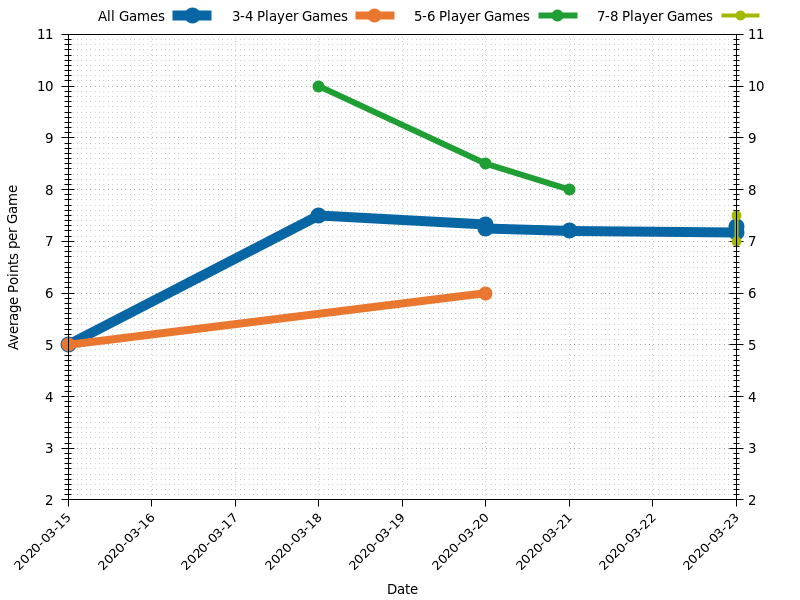 All Games 3-4 Player Games 5-6 Player Games 7-8 Player Games
11 11
10 10
9 9
8 8
7 7
6 6
5 5
4 4
3 3
2 2
Average Points per Game
2020-03-15 2020-03-16 2020-03-17 2020-03-18 2020-03-19 2020-03-20 2020-03-21 2020-03-22 2020-03-23
Date